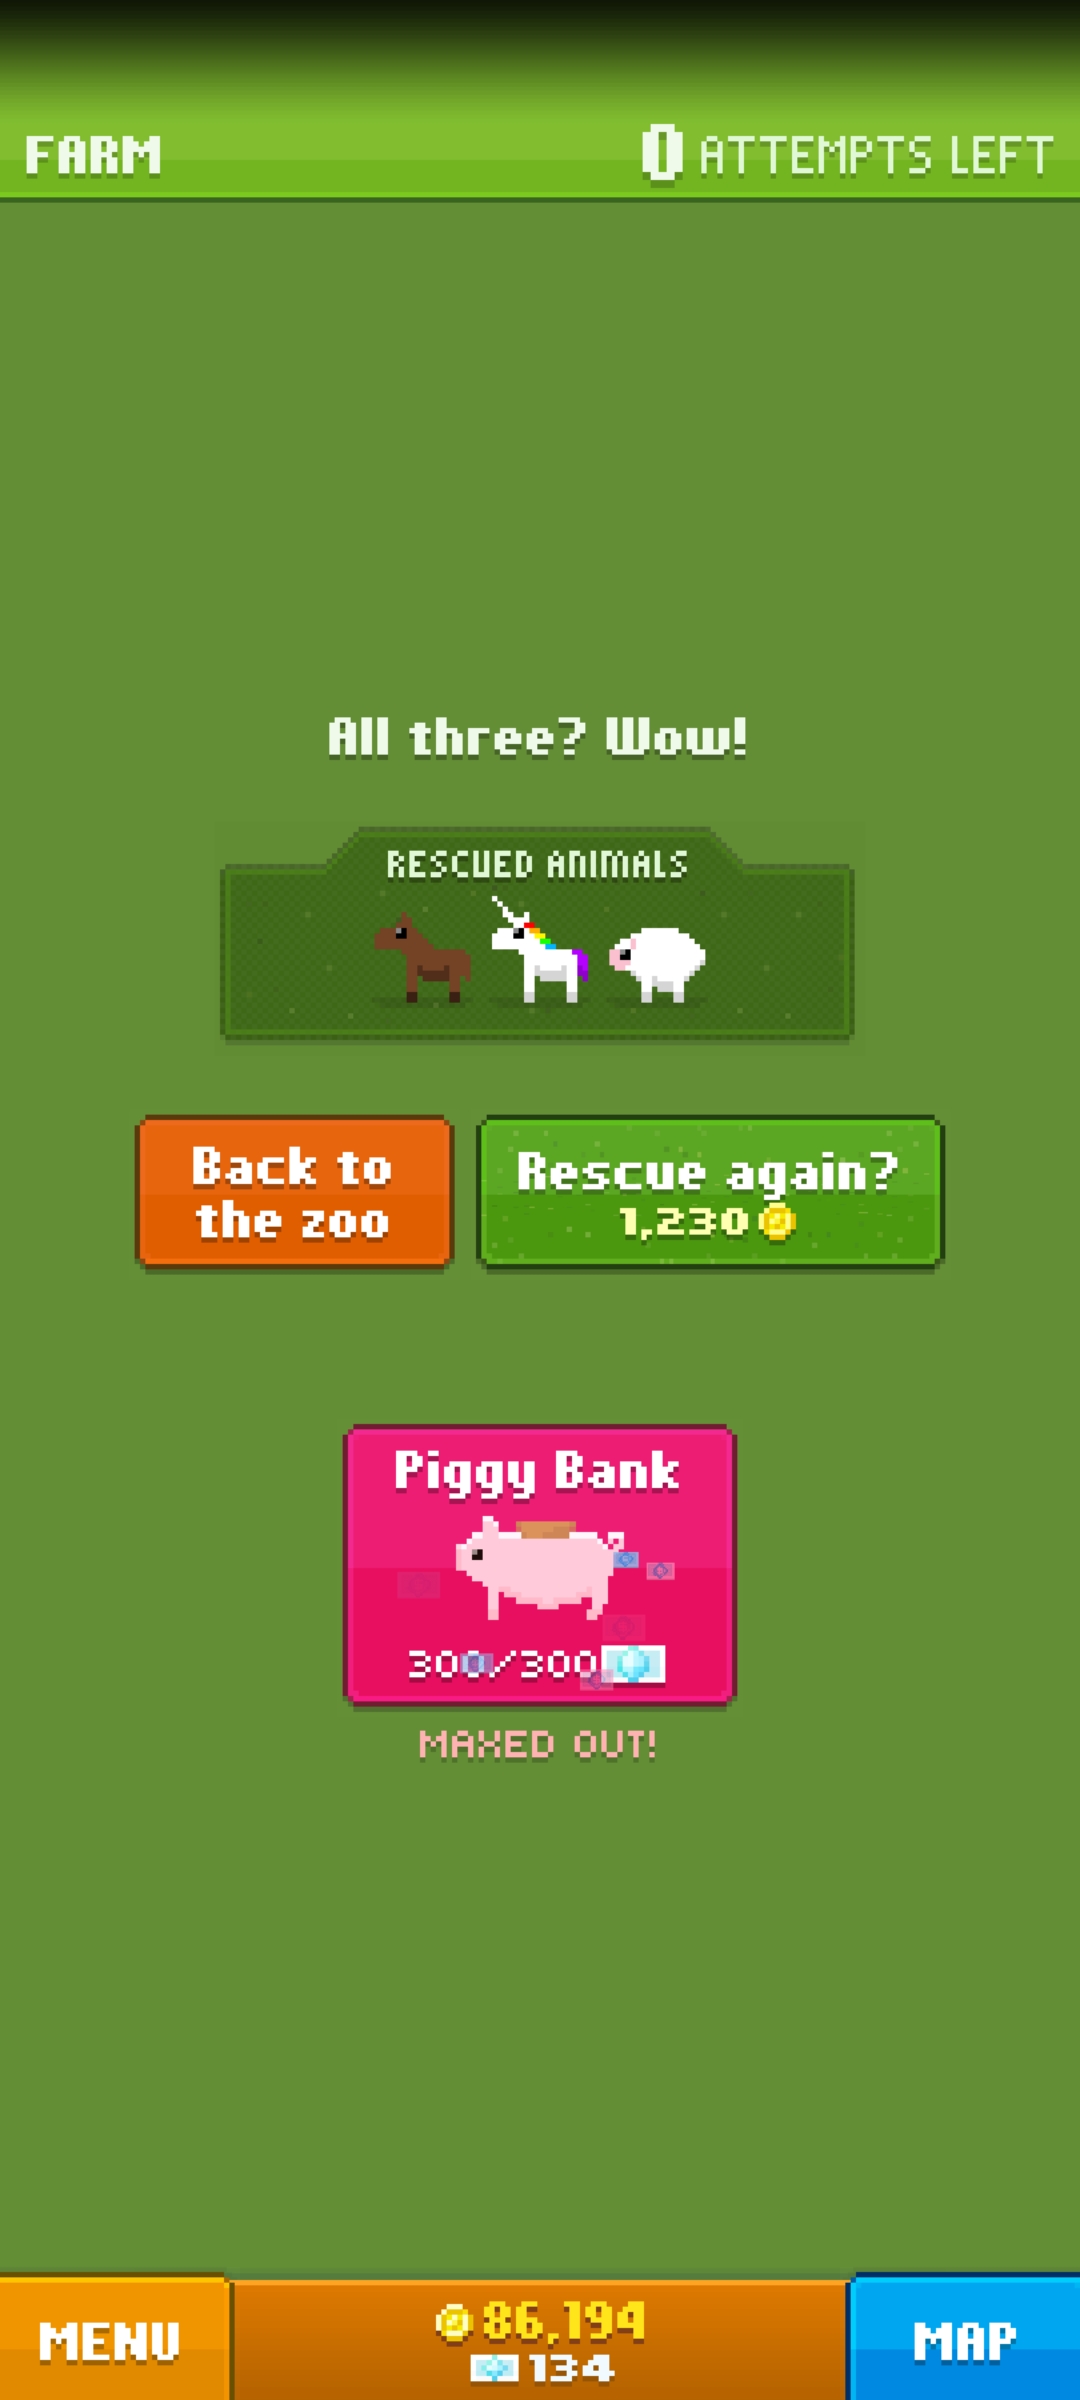 FARM
0 ATTEMPTS LEFT
All three? Wow!
RESCUED ANIMALS
Back to
the zoo
Rescue again?
1,230
Piggy Bank
300/300
MAXED OUT!
MENU
86,194
134
MAP